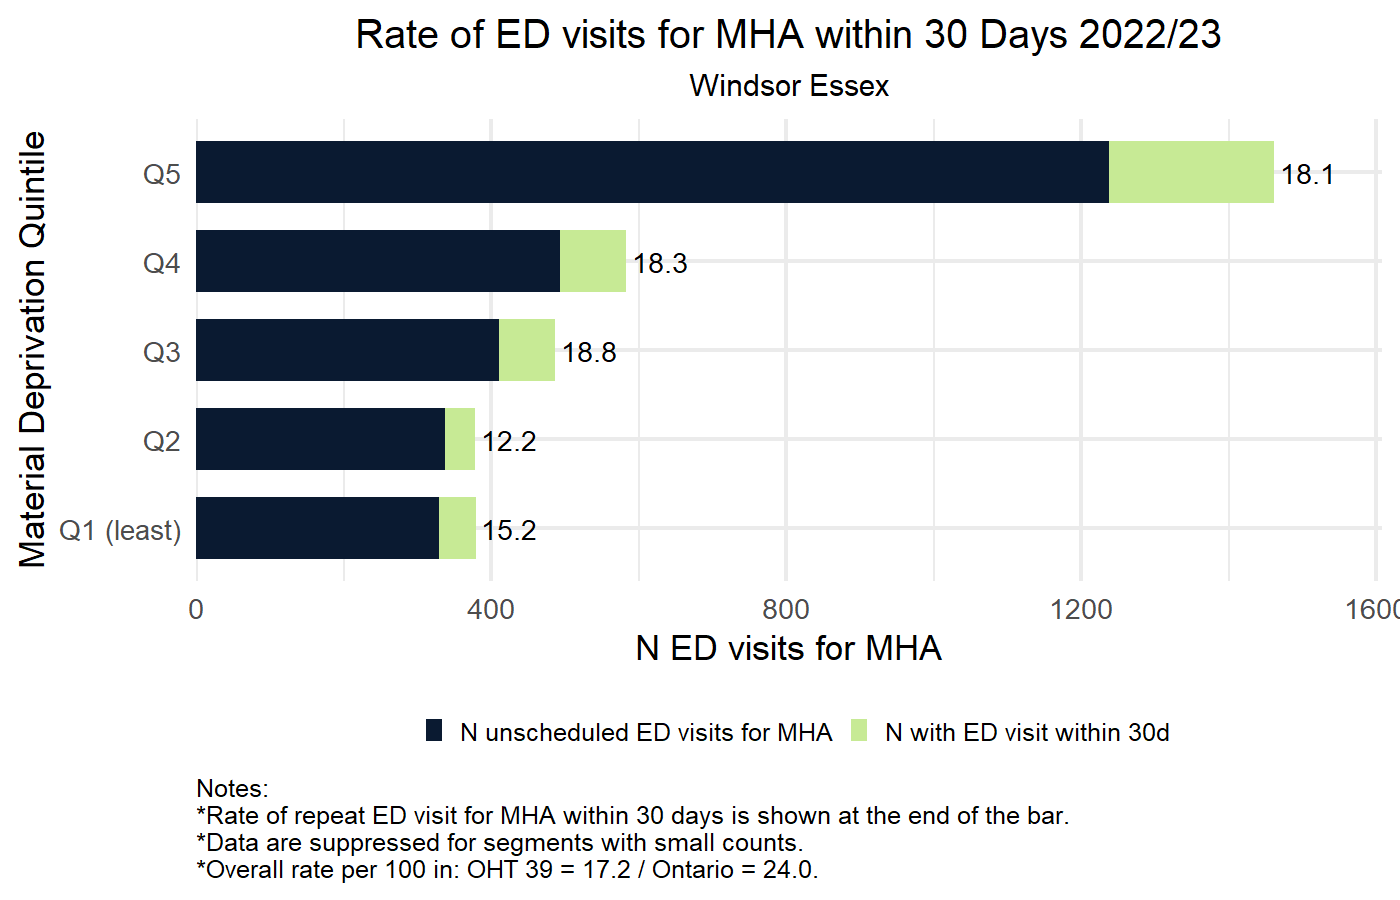 Rate of ED visits for MHA within 30 Days 2022/23
Windsor Essex
Material Deprivation Quintile
Q5
18.1
Q4
18.3
Q3
18.8
Q2
12.2
Q1 (least)
15.2
0 400 800 1200 1600
N ED visits for MHA
N unscheduled ED visits for MHA N with ED visit within 30d
Notes:
*Rate of repeat ED visit for MHA within 30 days is shown at the end of the bar.
*Data are suppressed for segments with small counts.
*Overall rate per 100 in: OHT 39 = 17.2 / Ontario = 24.0.